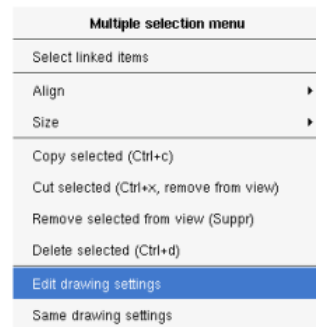 Multiple selection menu
Select linked items
Align
Size
Copy selected (Ctrl+c)
Cut selected (Ctrl+x, remove from view)
Remove selected from view (Suppr)
Delete selected (Ctrl+d)
Edit drawing settings
Same drawing settings